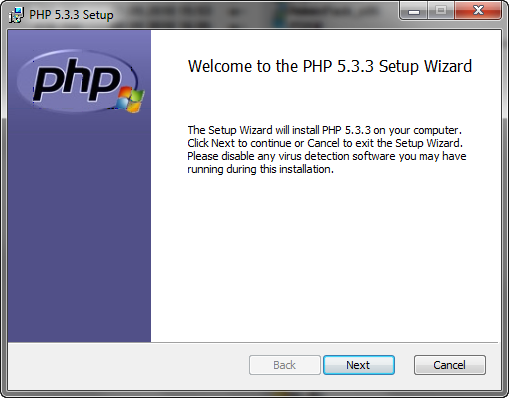 PHP 5.3.3 Setup
php
Welcome to the PHP 5.3.3 Setup Wizard
The Setup Wizard will install PHP 5.3.3 on your computer.
Click Next to continue or Cancel to exit the Setup Wizard.
Please disable any virus detection software you may have
running during this installation.
Back
Next
Cancel